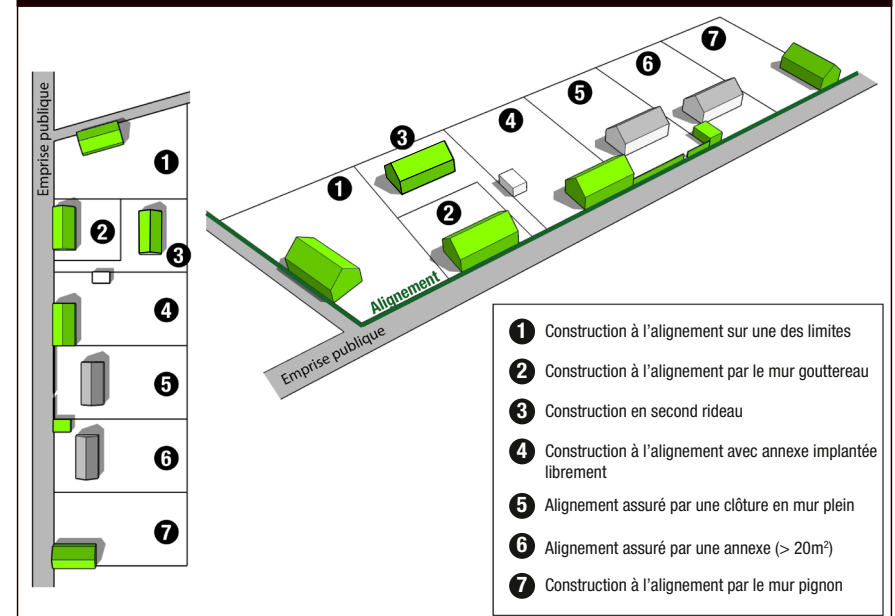 Emprise publique
1
2
3
4
5
6
7
1
2
3
4
5
6
7
Alignement
Emprise publique
1 Construction à l'alignement sur une des limites
2 Construction à l'alignement par le mur gouttereau
3 Construction en second rideau
4 Construction à l'alignement avec annexe implantée
librement
5 Alignement assuré par une clôture en mur plein
6 Alignement assuré par une annexe (> 20m²)
7 Construction à l'alignement par le mur pignon